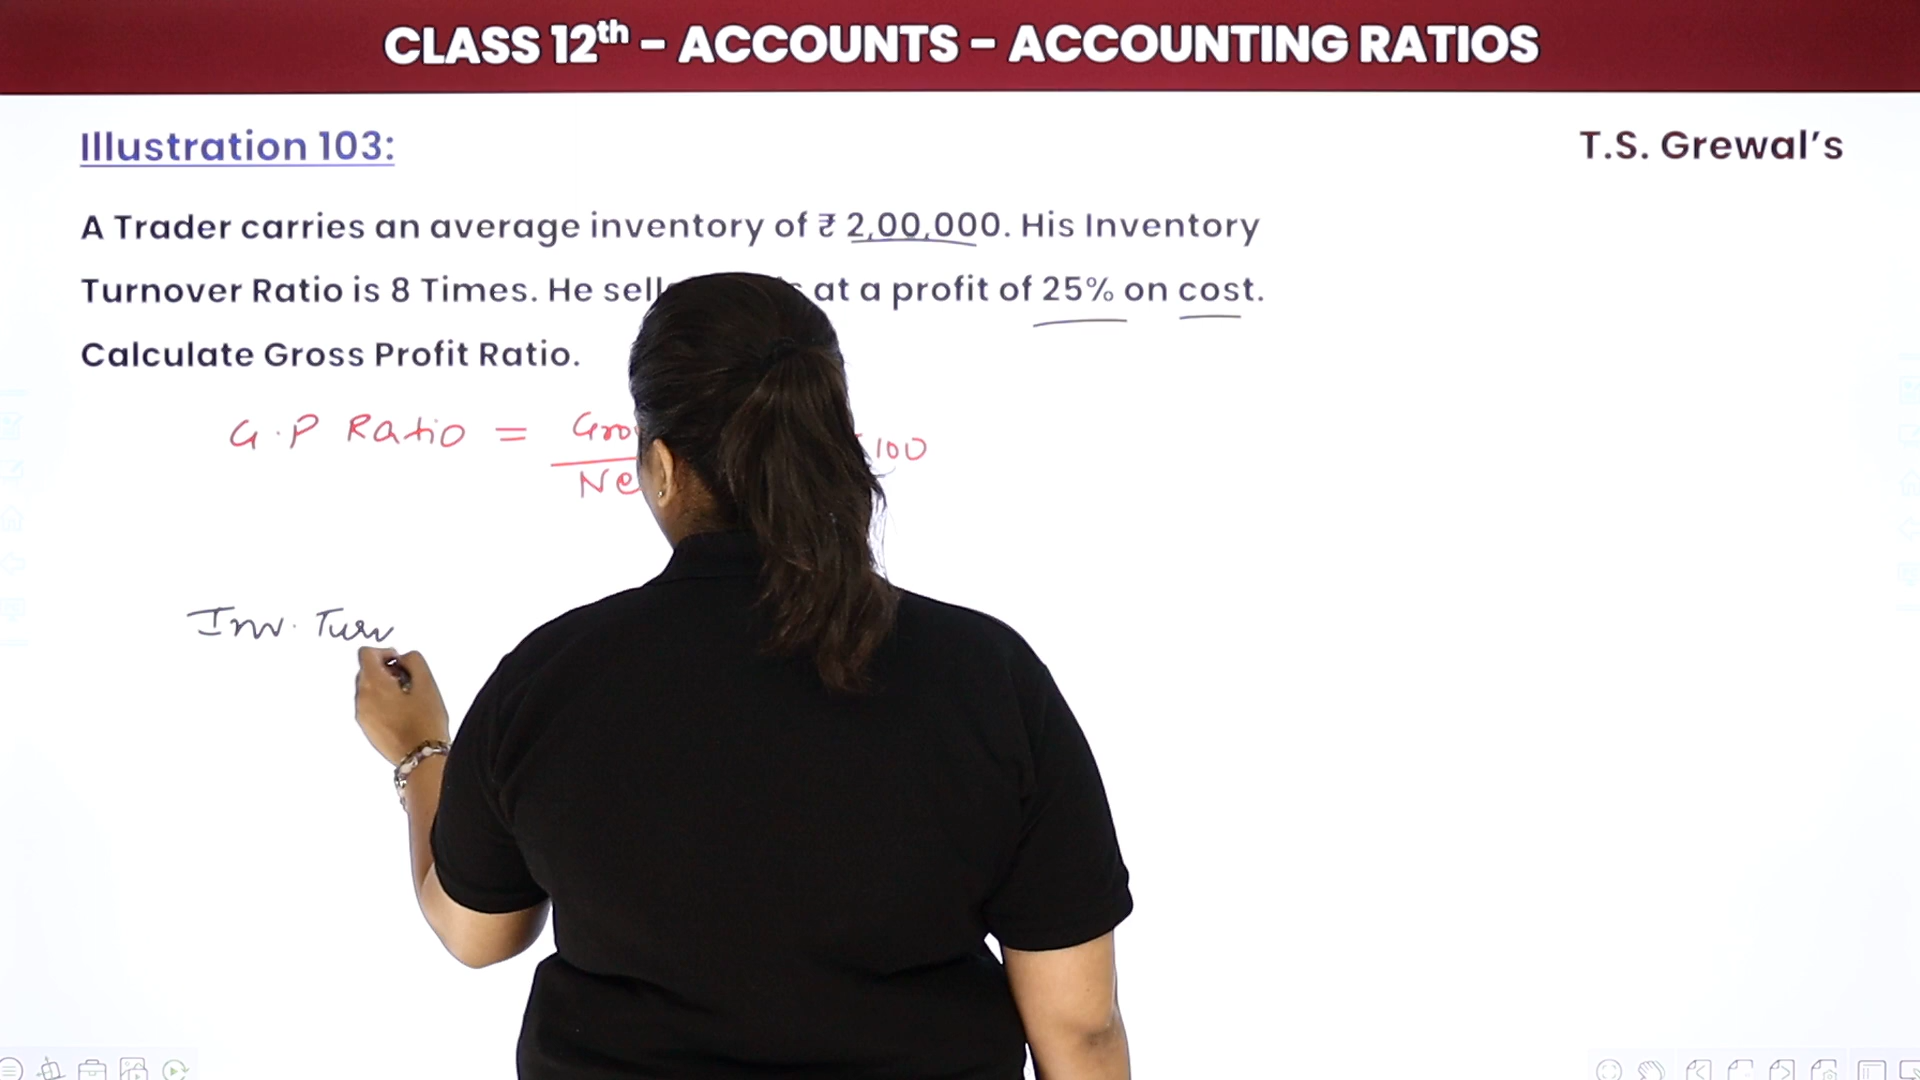 CLASS 12th – ACCOUNTS – ACCOUNTING RATIOS
Illustration 103:
T.S. Grewal's
A Trader carries an average inventory of ₹ 2,00,000. His Inventory
Turnover Ratio is 8 Times. He at a profit of 25% on cost.
Calculate Gross Profit Ratio.
G.P Ratio = 100
Inv. Turn